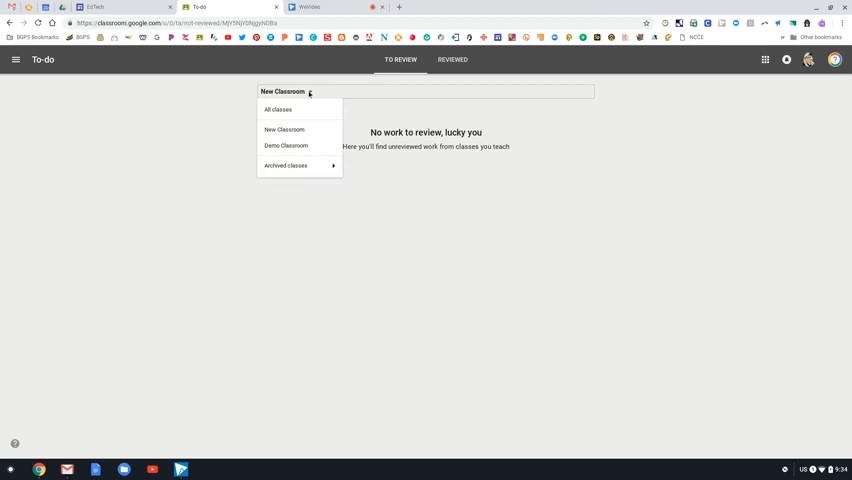 EdTech
To-do
WeVideo
https://classroom.google.com/u/0/ta/not-reviewed/MjY5NjY0NjgyNDBa
BGPS Bookmarks
BGPS
NCCE
Other bookmarks
To-do
TO REVIEW
REVIEWED
New Classroom
All classes
New Classroom
Demo Classroom
Archived classes
No work to review, lucky you
Here you'll find unreviewed work from classes you teach
US
9:34